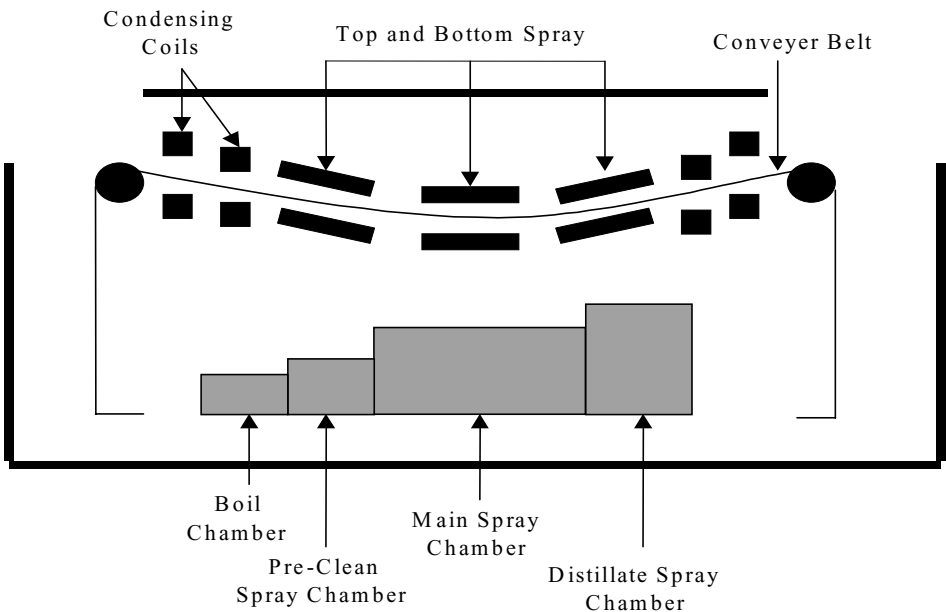 Condensing
Coils
Top and Bottom Spray
Conveyer Belt
Boil
Chamber
Pre-Clean
Spray Chamber
Main Spray
Chamber
Distillate Spray
Chamber